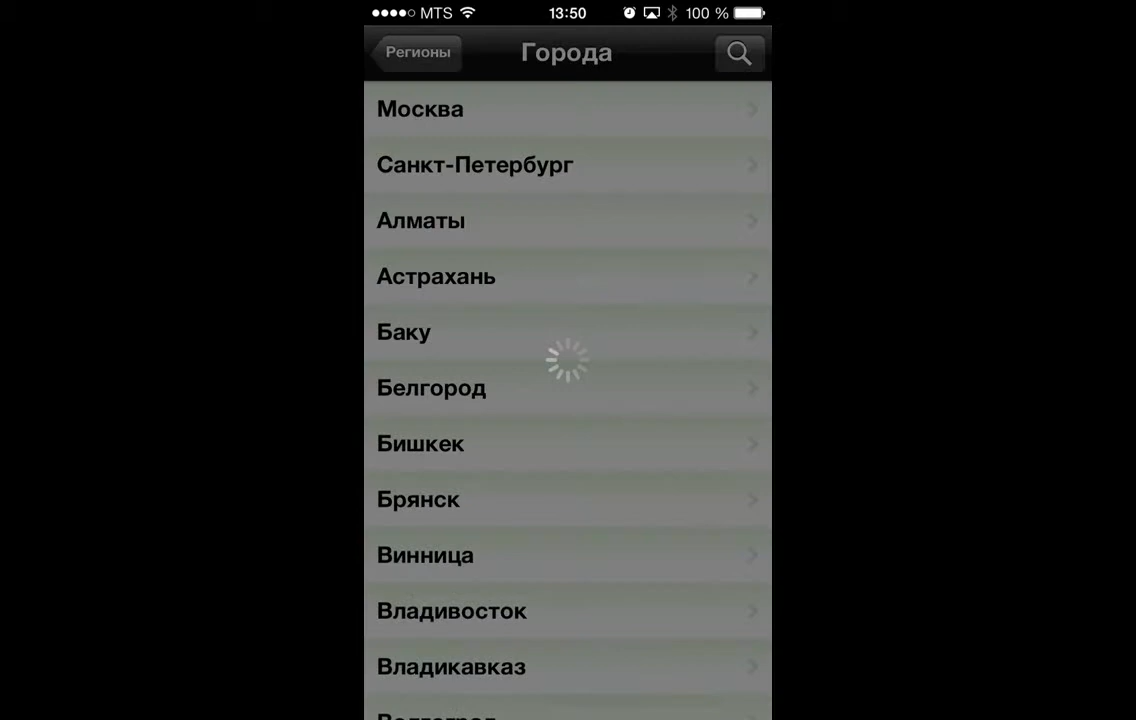 MTS 13:50 100 %
Регионы Города
Москва
Санкт-Петербург
Алматы
Астрахань
Баку
Белгород
Бишкек
Брянск
Винница
Владивосток
Владикавказ